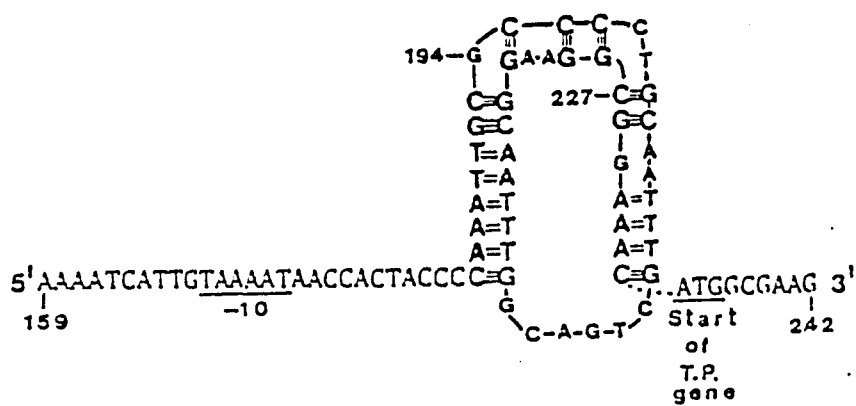 C-C-C-C
194-G G A·A-G-G T
C≡G 227-C≡G
G≡C G≡C
T=A G A
T=A A A
A=T A=T
A=T A=T
A=T A=T
5' AAAATCATTGTAAAATAACCACTACCCC≡G C≡G ATGGCGAAG 3'
159 -10 G C-A-G-T C Start 242
of
T.P.
gene